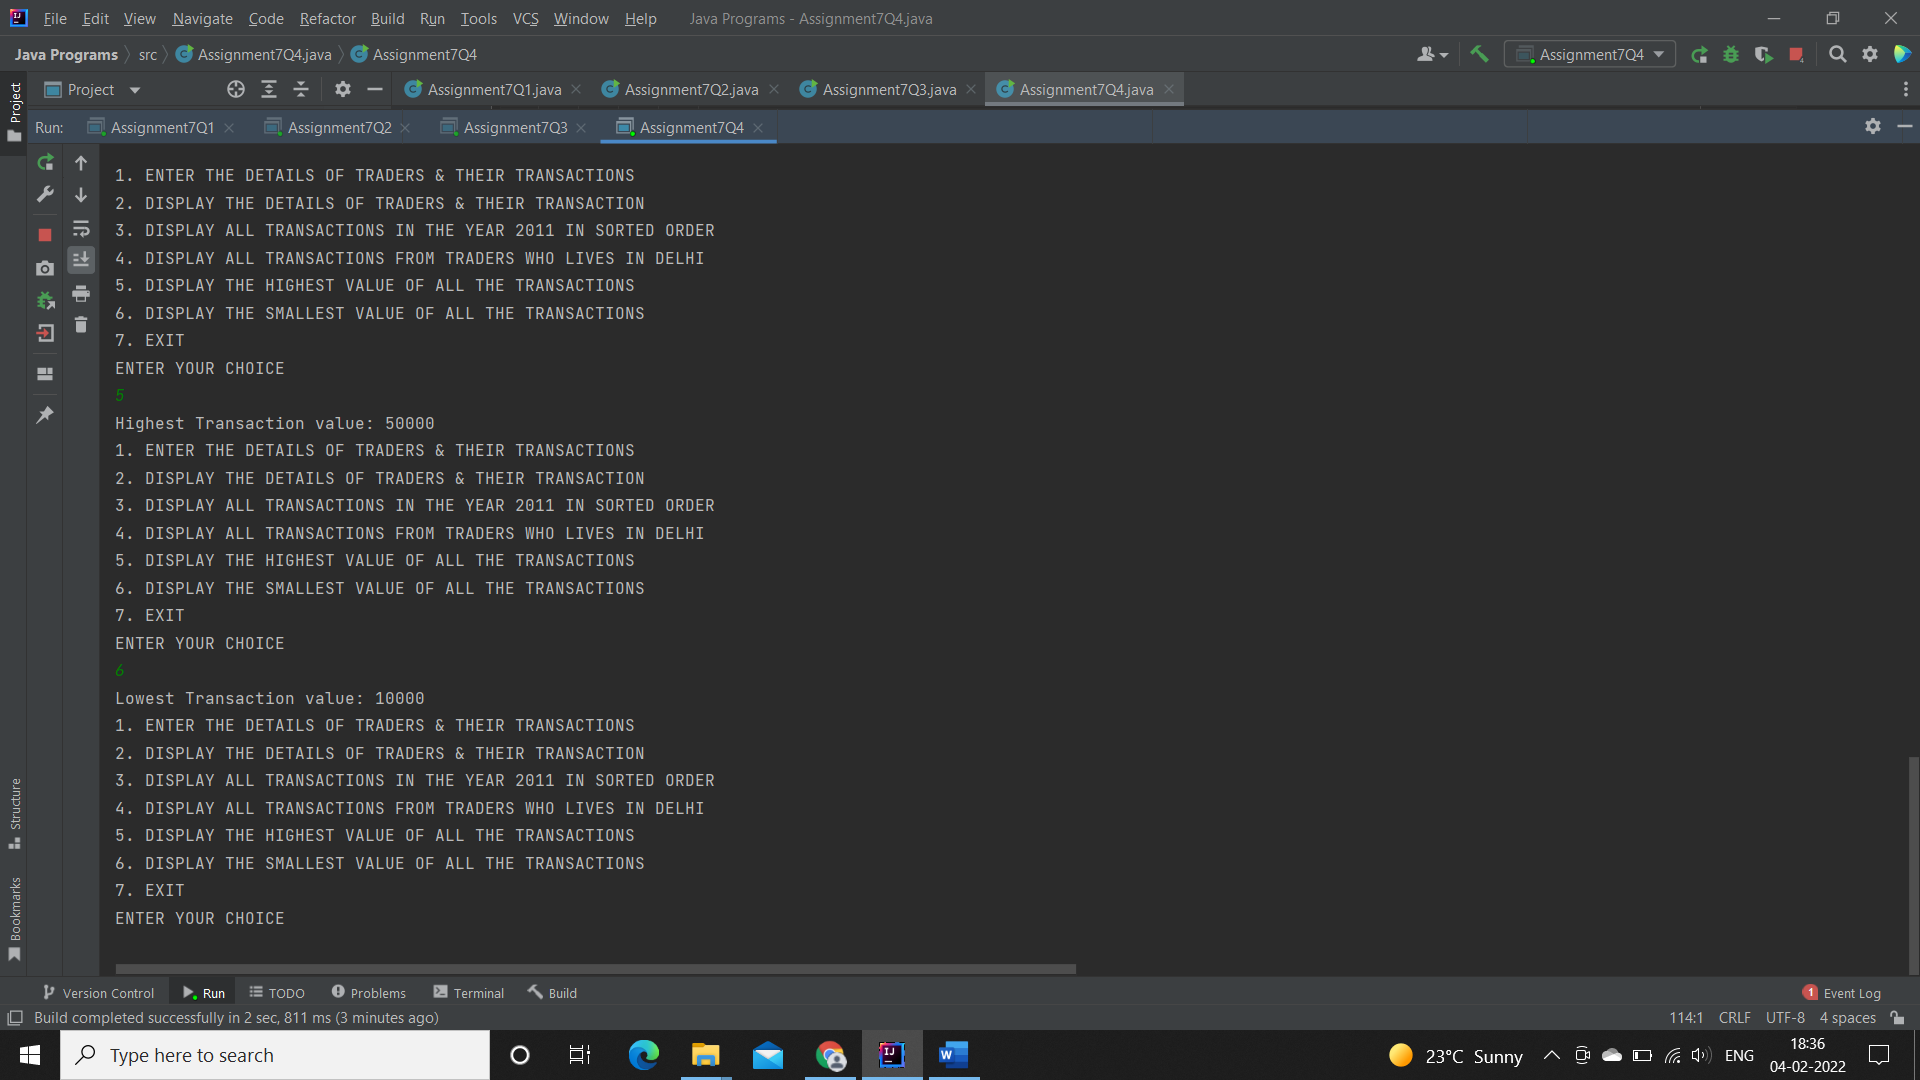 File Edit View Navigate Code Refactor Build Run Tools VCS Window Help Java Programs - Assignment7Q4.java
Java Programs src Assignment7Q4.java Assignment7Q4 Assignment7Q4
Project Assignment7Q1.java Assignment7Q2.java Assignment7Q3.java Assignment7Q4.java
Project
Run: Assignment7Q1 Assignment7Q2 Assignment7Q3 Assignment7Q4
1. ENTER THE DETAILS OF TRADERS & THEIR TRANSACTIONS
2. DISPLAY THE DETAILS OF TRADERS & THEIR TRANSACTION
3. DISPLAY ALL TRANSACTIONS IN THE YEAR 2011 IN SORTED ORDER
4. DISPLAY ALL TRANSACTIONS FROM TRADERS WHO LIVES IN DELHI
5. DISPLAY THE HIGHEST VALUE OF ALL THE TRANSACTIONS
6. DISPLAY THE SMALLEST VALUE OF ALL THE TRANSACTIONS
7. EXIT
ENTER YOUR CHOICE
5
Highest Transaction value: 50000
1. ENTER THE DETAILS OF TRADERS & THEIR TRANSACTIONS
2. DISPLAY THE DETAILS OF TRADERS & THEIR TRANSACTION
3. DISPLAY ALL TRANSACTIONS IN THE YEAR 2011 IN SORTED ORDER
4. DISPLAY ALL TRANSACTIONS FROM TRADERS WHO LIVES IN DELHI
5. DISPLAY THE HIGHEST VALUE OF ALL THE TRANSACTIONS
6. DISPLAY THE SMALLEST VALUE OF ALL THE TRANSACTIONS
7. EXIT
ENTER YOUR CHOICE
6
Lowest Transaction value: 10000
1. ENTER THE DETAILS OF TRADERS & THEIR TRANSACTIONS
2. DISPLAY THE DETAILS OF TRADERS & THEIR TRANSACTION
3. DISPLAY ALL TRANSACTIONS IN THE YEAR 2011 IN SORTED ORDER
4. DISPLAY ALL TRANSACTIONS FROM TRADERS WHO LIVES IN DELHI
5. DISPLAY THE HIGHEST VALUE OF ALL THE TRANSACTIONS
6. DISPLAY THE SMALLEST VALUE OF ALL THE TRANSACTIONS
7. EXIT
ENTER YOUR CHOICE
Structure
Bookmarks
Version Control Run TODO Problems Terminal Build 1 Event Log
Build completed successfully in 2 sec, 811 ms (3 minutes ago) 114:1 CRLF UTF-8 4 spaces
Type here to search 23°C Sunny ENG 18:36
04-02-2022